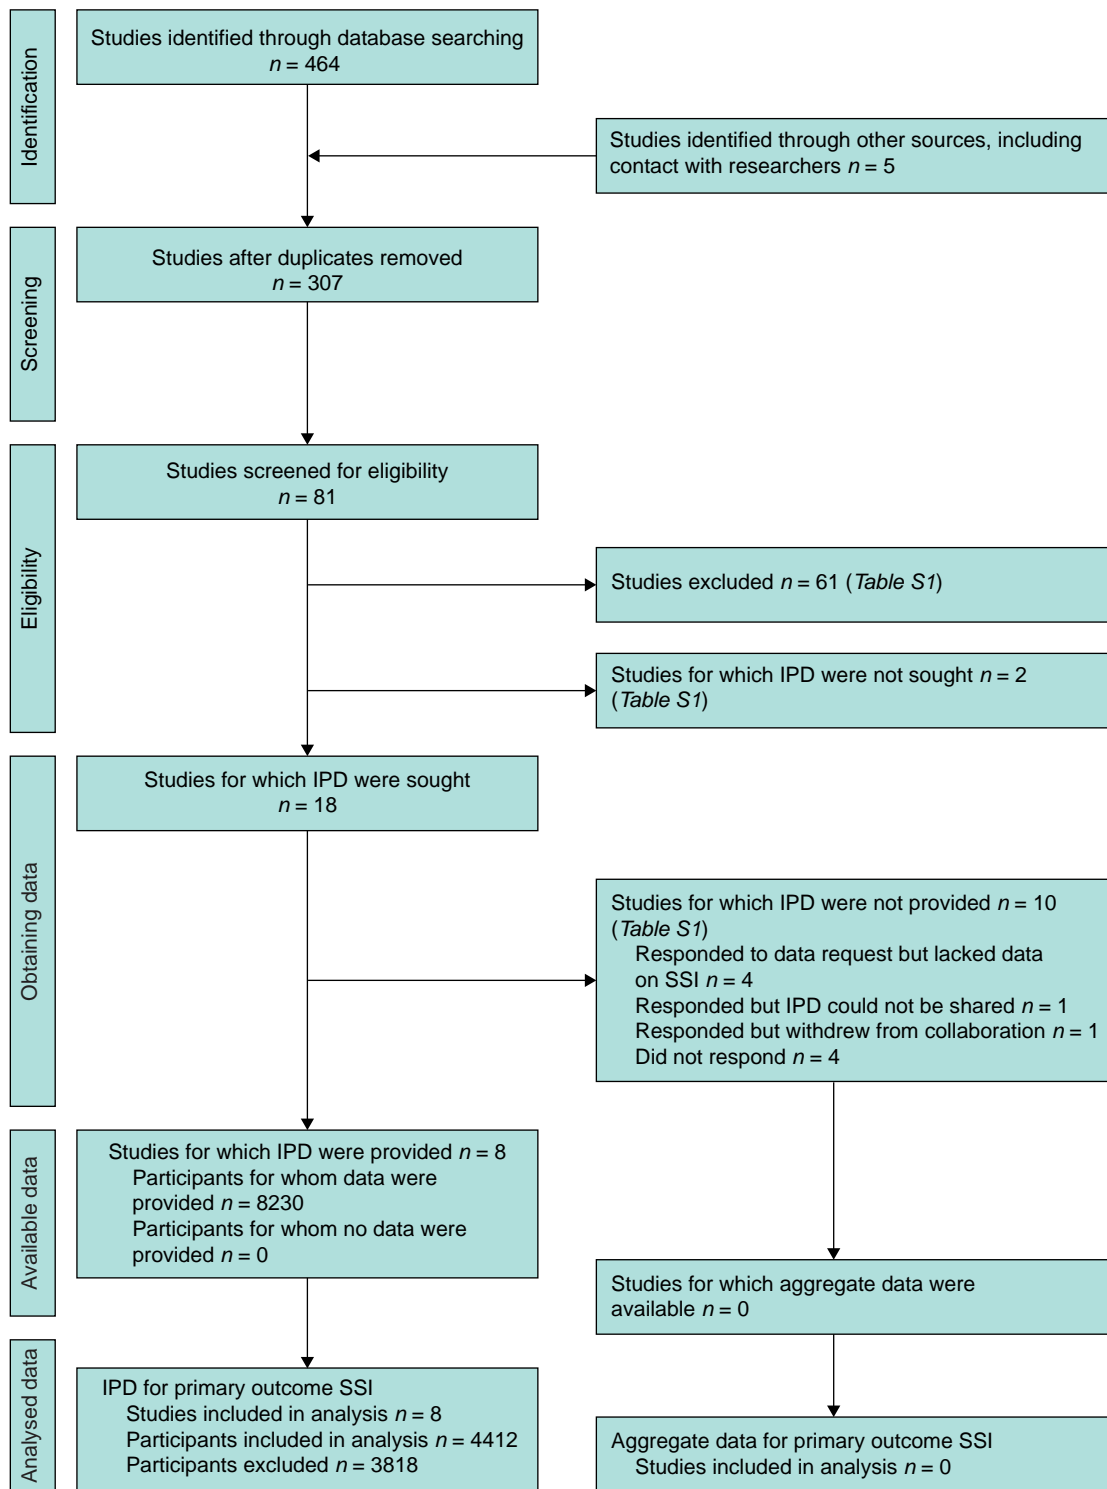 Identification
Studies identified through database searching
n = 464
Studies identified through other sources, including
contact with researchers n = 5
Screening
Studies after duplicates removed
n = 307
Eligibility
Studies screened for eligibility
n = 81
Studies excluded n = 61 (Table S1)
Studies for which IPD were not sought n = 2
(Table S1)
Obtaining data
Studies for which IPD were sought
n = 18
Studies for which IPD were not provided n = 10
(Table S1)
Responded to data request but lacked data
on SSI n = 4
Responded but IPD could not be shared n = 1
Responded but withdrew from collaboration n = 1
Did not respond n = 4
Available data
Studies for which IPD were provided n = 8
Participants for whom data were
provided n = 8230
Participants for whom no data were
provided n = 0
Studies for which aggregate data were
available n = 0
Analysed data
IPD for primary outcome SSI
Studies included in analysis n = 8
Participants included in analysis n = 4412
Participants excluded n = 3818
Aggregate data for primary outcome SSI
Studies included in analysis n = 0